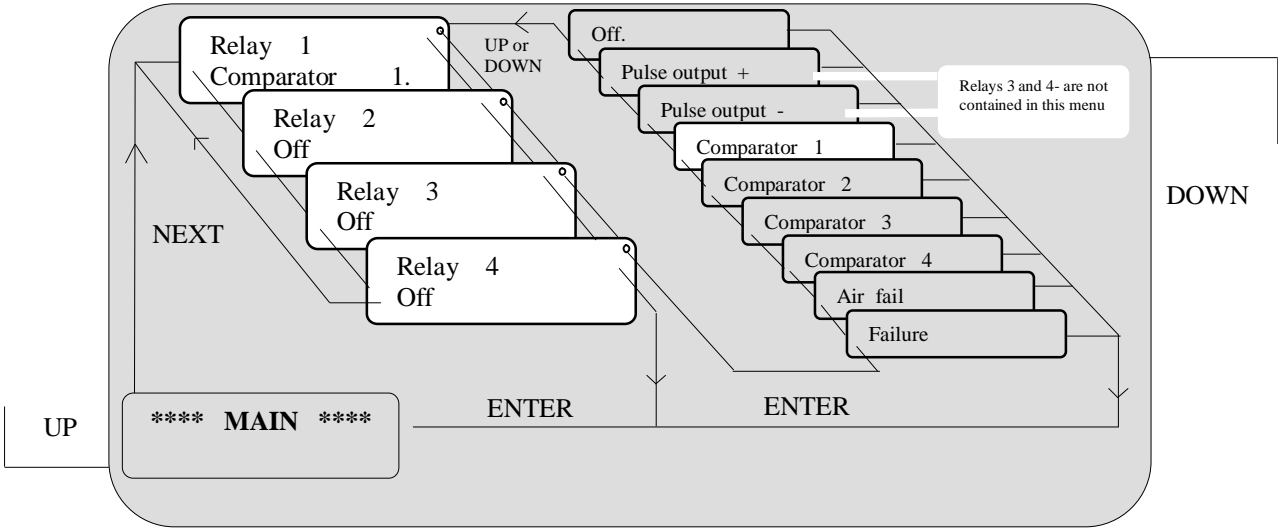 Relay 1
Comparator 1.
Relay 2
Off
Relay 3
Off
Relay 4
Off
NEXT
UP or
DOWN
Off.
Pulse output +
Pulse output -
Comparator 1
Comparator 2
Comparator 3
Comparator 4
Air fail
Failure
Relays 3 and 4- are not
contained in this menu
DOWN
UP
**** MAIN ****
ENTER
ENTER